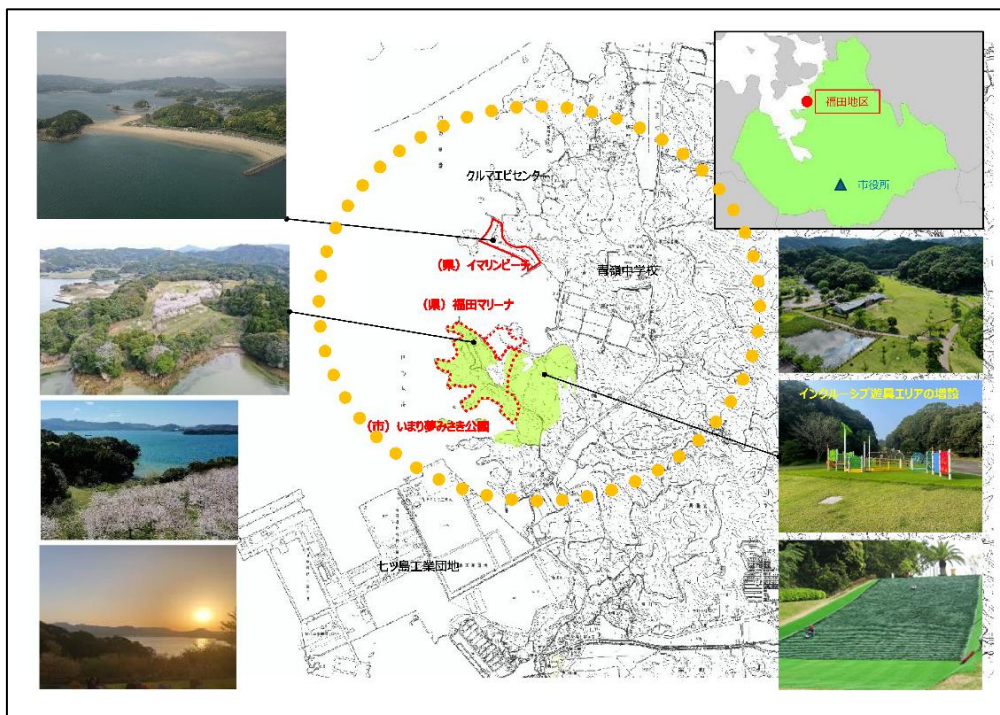 福田地区
市役所
クルマエビセンター
(県)イマリンビーチ
青嶺中学校
(県)福田マリーナ
インクルーシブ遊具エリアの増設
(市)いまり夢みさき公園
七ツ島工業団地